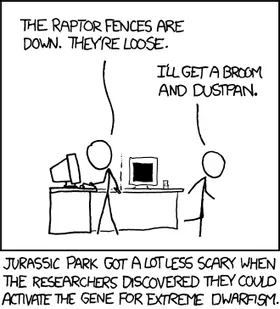 THE RAPTOR FENCES ARE
DOWN. THEY'RE LOOSE.
I'LL GET A BROOM
AND DUSTPAN.
JURASSIC PARK GOT A LOT LESS SCARY WHEN
THE RESEARCHERS DISCOVERED THEY COULD
ACTIVATE THE GENE FOR EXTREME DWARFISM.